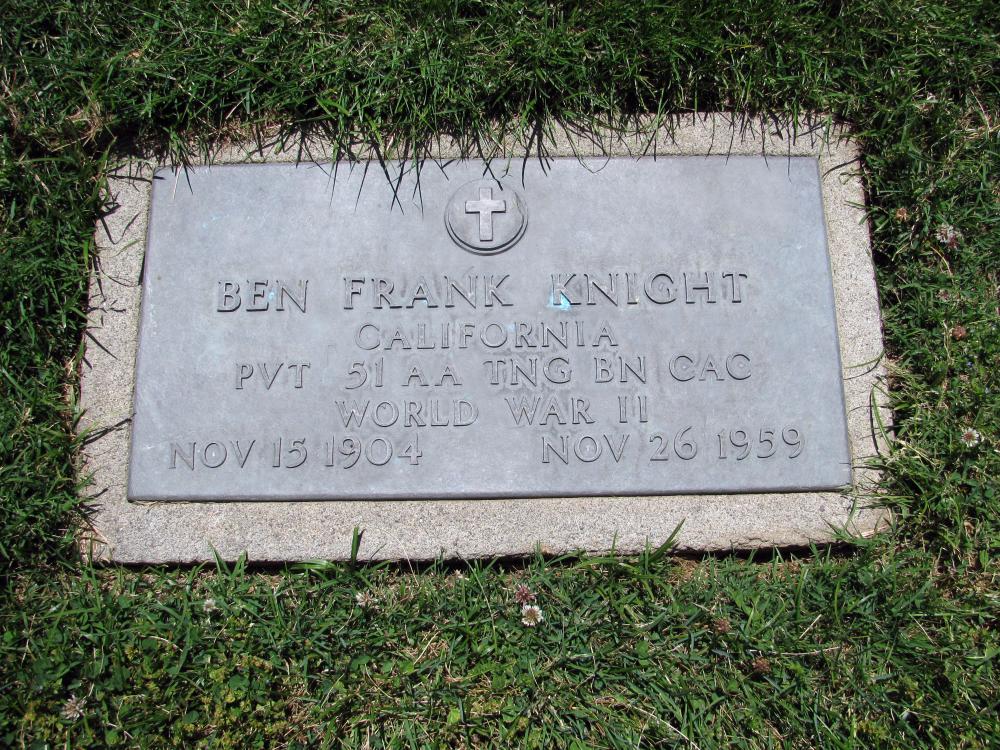 BEN FRANK KNIGHT
CALIFORNIA
PVT 51 AA TNG BN CAC
WORLD WAR II
NOV 15 1904 NOV 26 1959